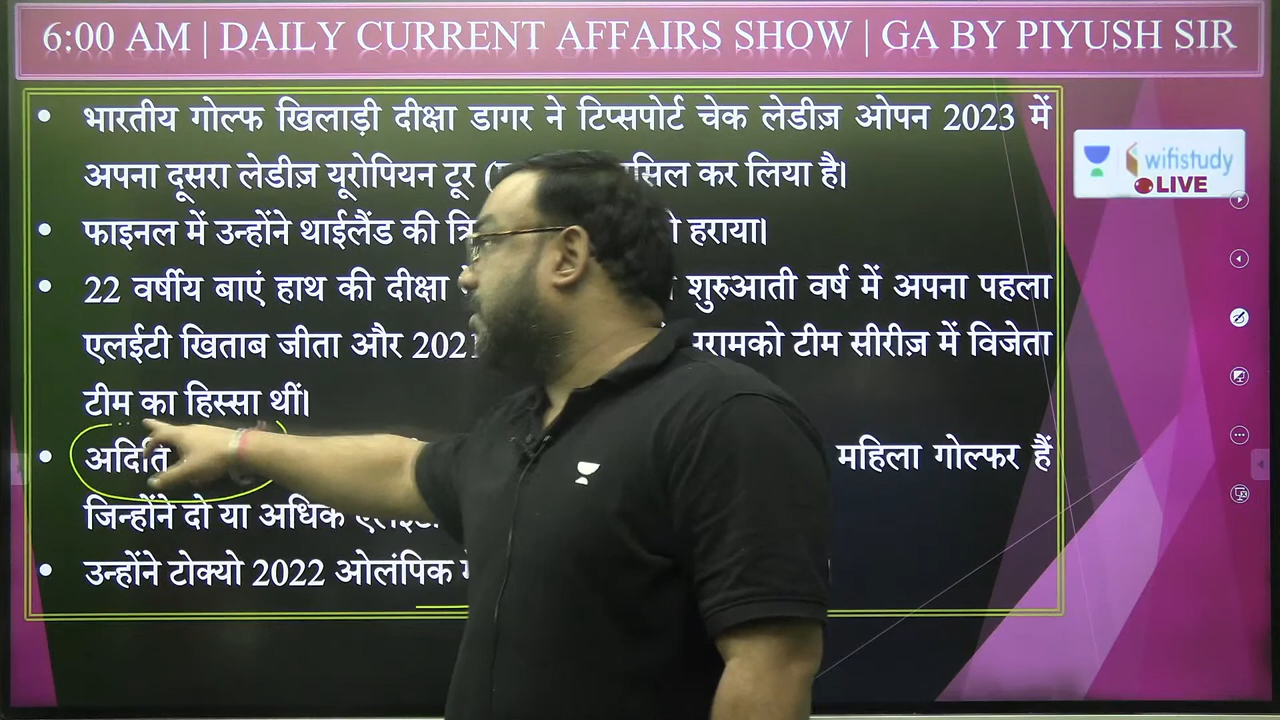 6:00 AM | DAILY CURRENT AFFAIRS SHOW | GA BY PIYUSH SIR
• भारतीय गोल्फ खिलाड़ी दीक्षा डागर ने टिप्सपोर्ट चेक लेडीज़ ओपन 2023 में
अपना दूसरा लेडीज़ यूरोपियन टूर कर लिया है।
• फाइनल में उन्होंने थाईलैंड की हराया।
• 22 वर्षीय बाएं हाथ की दीक्षा शुरुआती वर्ष में अपना पहला
एलईटी खिताब जीता और 2021 टीम सीरीज़ में विजेता
टीम का हिस्सा थीं।
• अदिति महिला गोल्फर हैं
जिन्होंने दो या अधिक
• उन्होंने टोक्यो 2022 ओलंपिक
wifistudy
LIVE